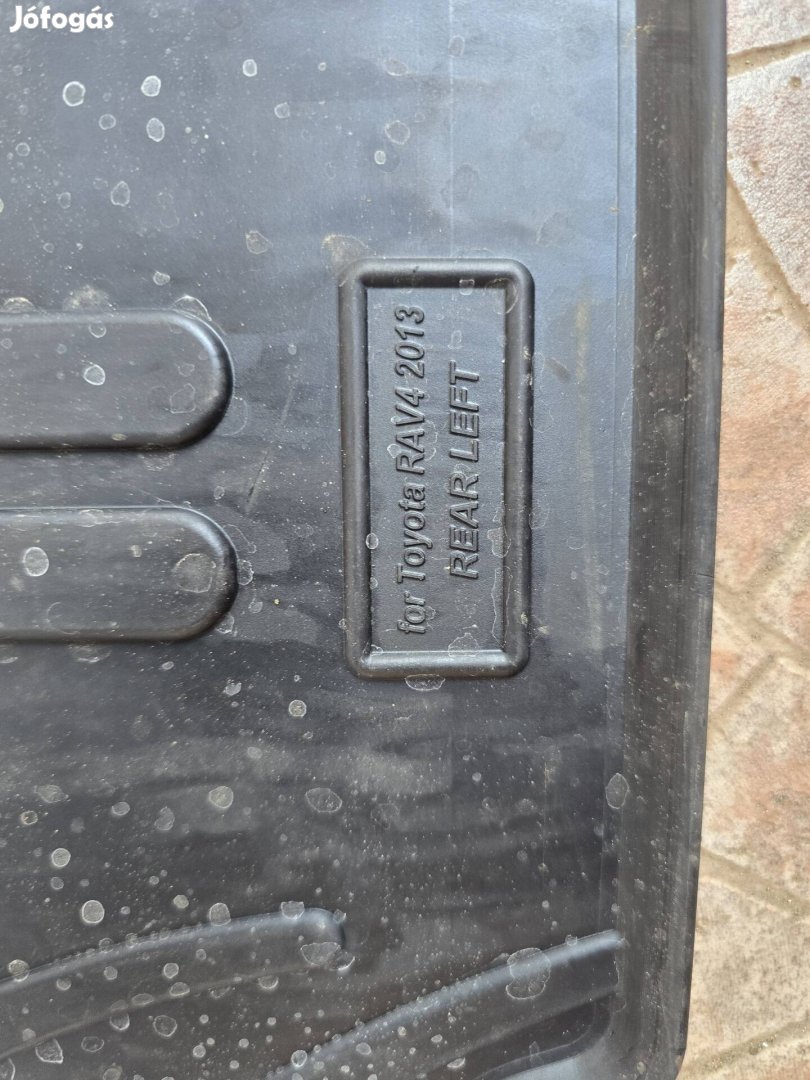 Jófogás
for Toyota RAV4 2013
REAR LEFT